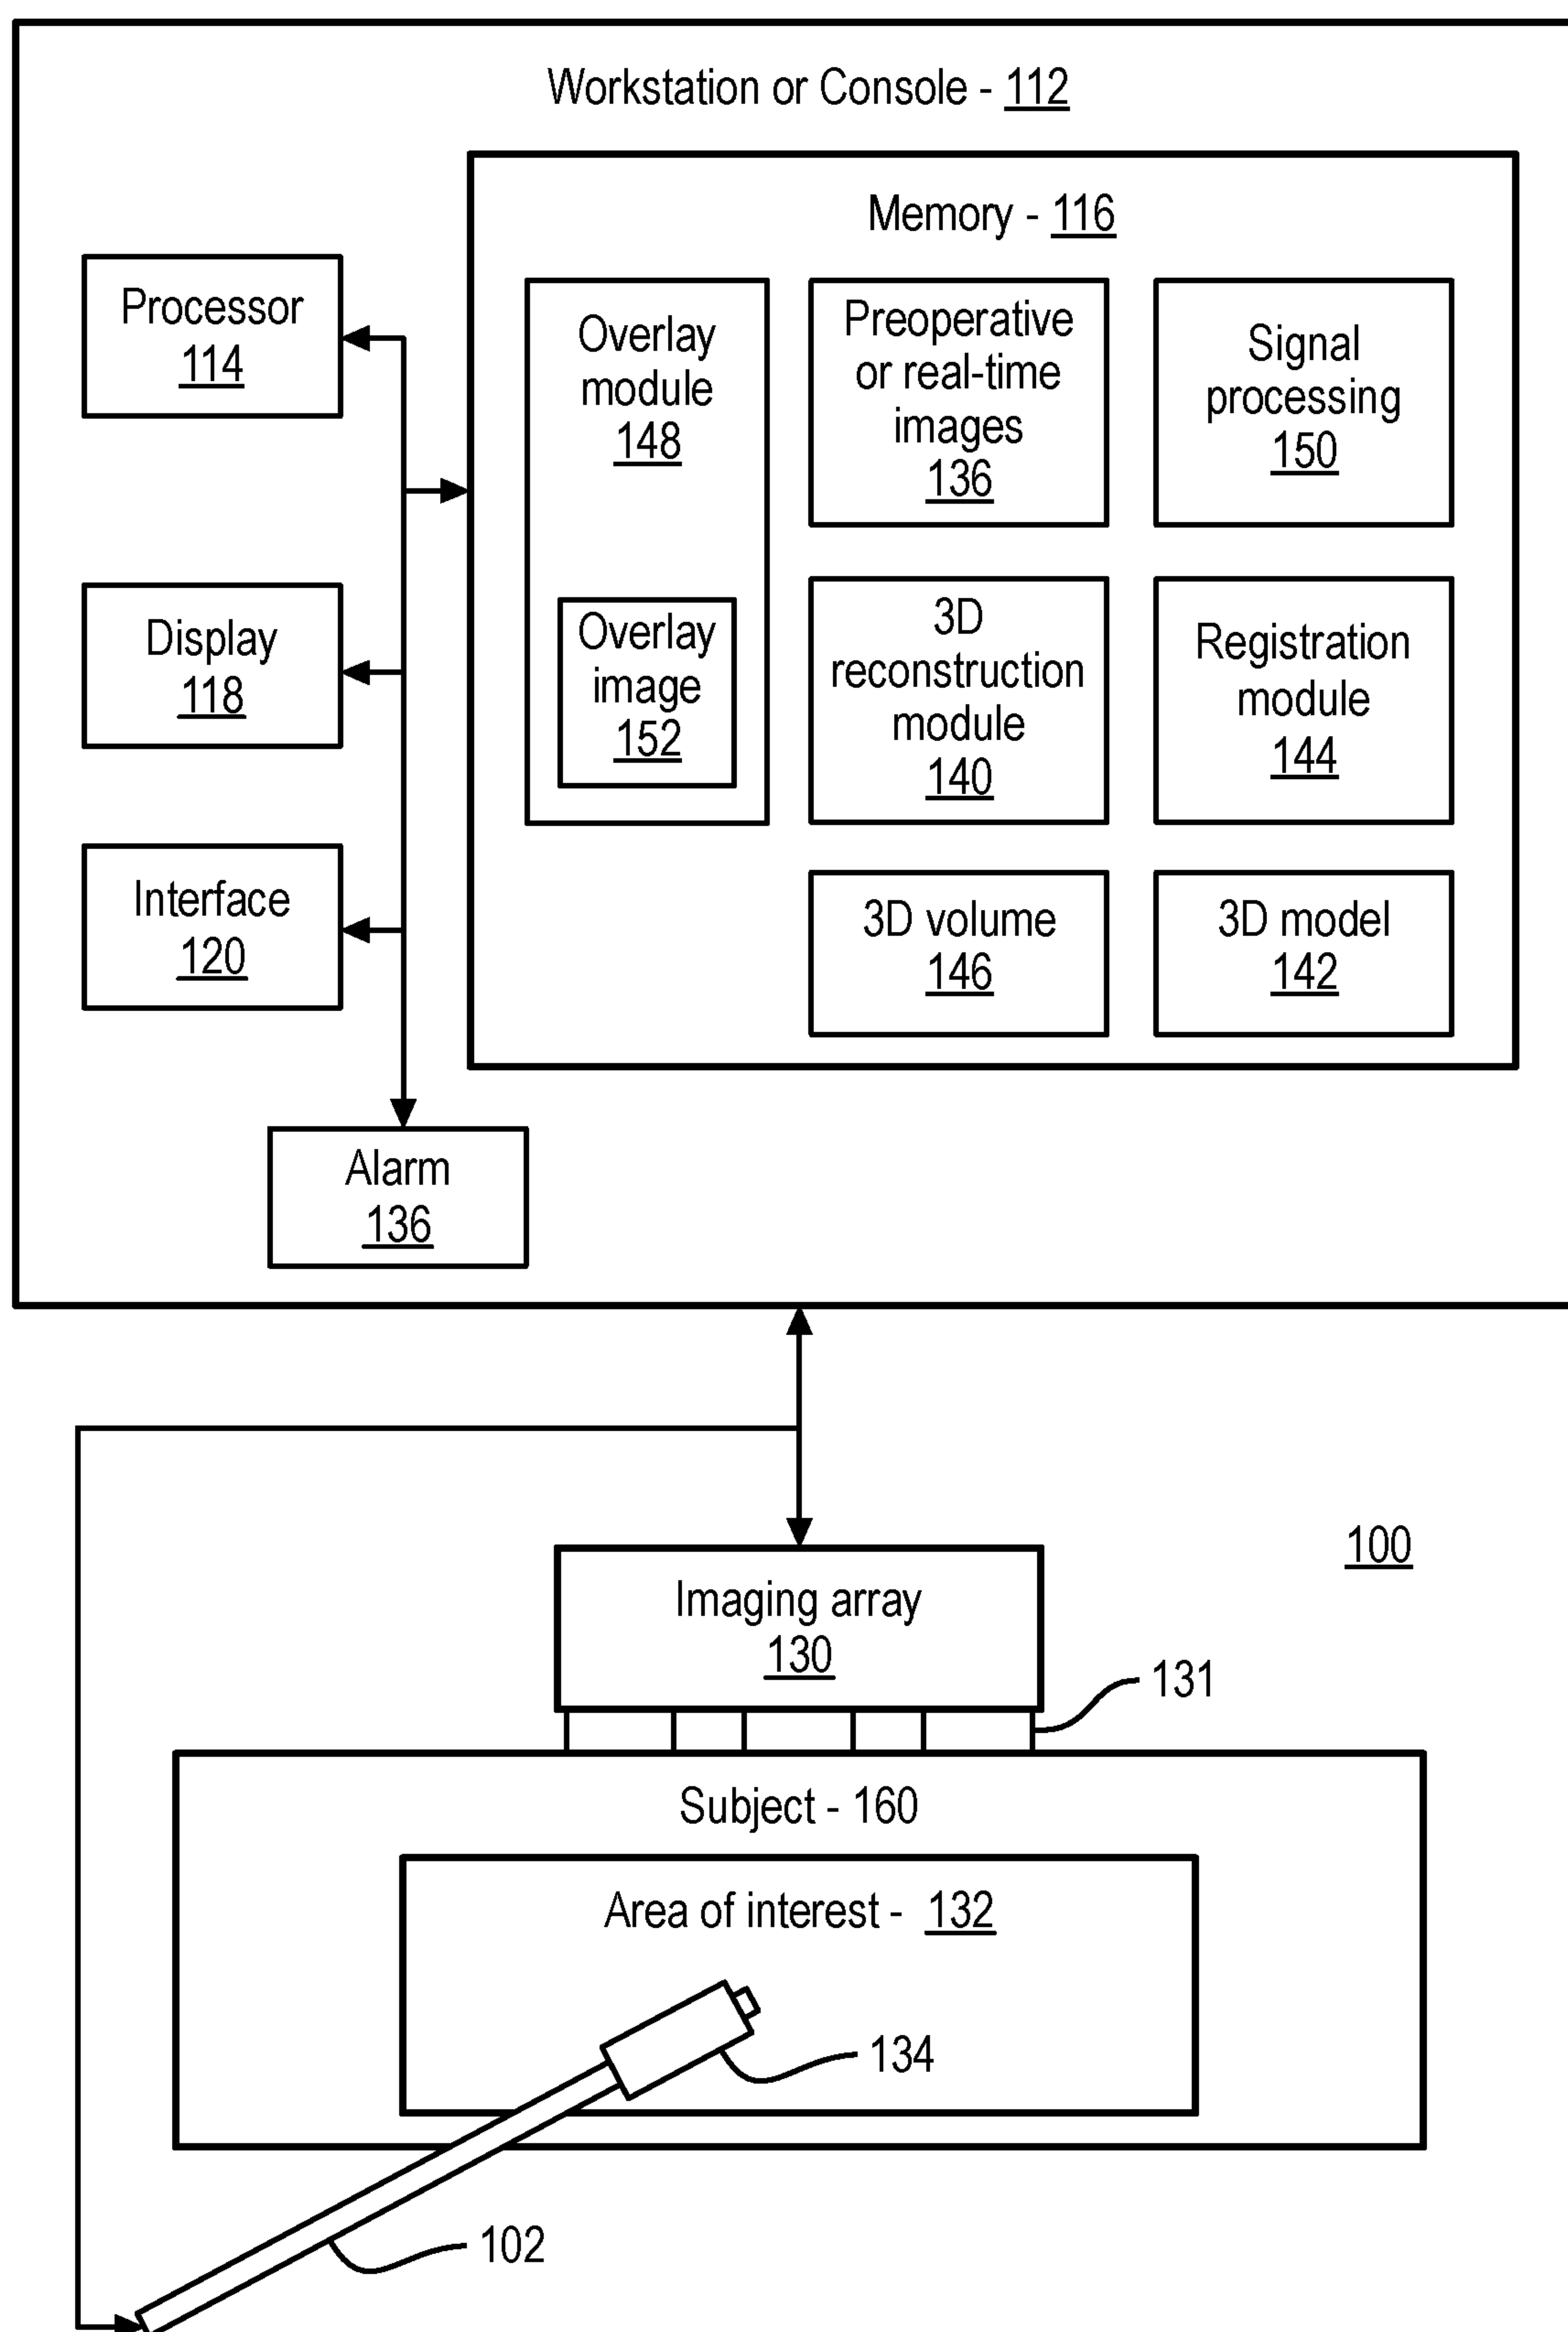 Workstation or Console - 112
Memory - 116
Processor
114
Overlay
module
148
Preoperative
or real-time
images
136
Signal
processing
150
Display
118
Overlay
image
152
3D
reconstruction
module
140
Registration
module
144
Interface
120
3D volume
146
3D model
142
Alarm
136
100
Imaging array
130
131
Subject - 160
Area of interest - 132
134
102